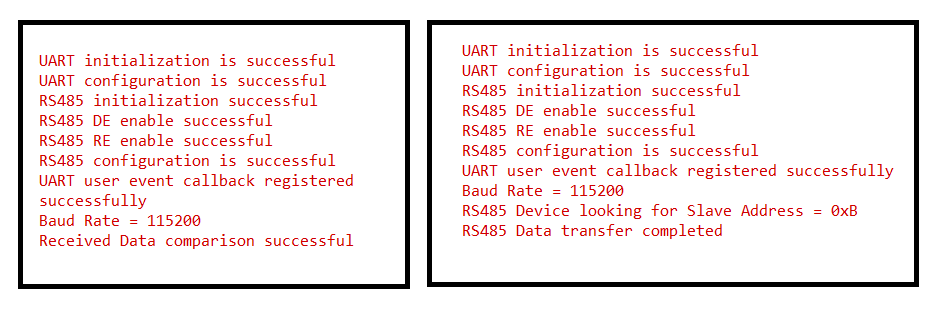 UART initialization is successful
UART configuration is successful
RS485 initialization successful
RS485 DE enable successful
RS485 RE enable successful
RS485 configuration is successful
UART user event callback registered
successfully
Baud Rate = 115200
Received Data comparison successful
UART initialization is successful
UART configuration is successful
RS485 initialization successful
RS485 DE enable successful
RS485 RE enable successful
RS485 configuration is successful
UART user event callback registered successfully
Baud Rate = 115200
RS485 Device looking for Slave Address = 0xB
RS485 Data transfer completed